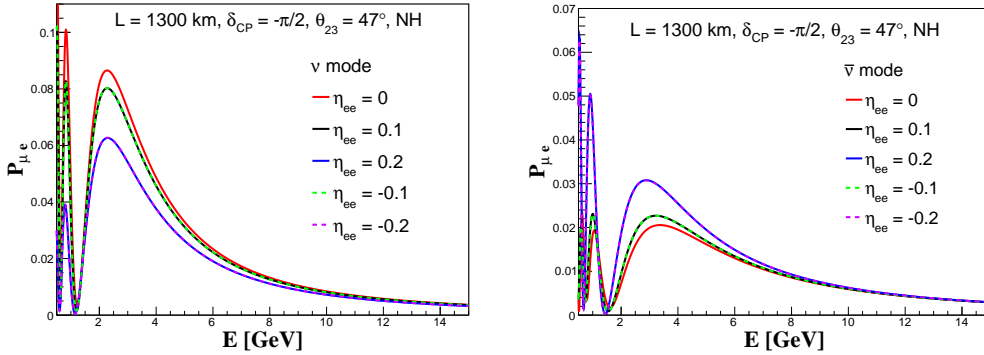 L = 1300 km, δCP = -π/2, θ23 = 47°, NH
ν mode
ηee = 0
ηee = 0.1
ηee = 0.2
ηee = -0.1
ηee = -0.2
Pμe
0.1
0.08
0.06
0.04
0.02
0
2 4 6 8 10 12 14
E [GeV]
L = 1300 km, δCP = -π/2, θ23 = 47°, NH
ν̅ mode
ηee = 0
ηee = 0.1
ηee = 0.2
ηee = -0.1
ηee = -0.2
Pμe
0.07
0.06
0.05
0.04
0.03
0.02
0.01
0
2 4 6 8 10 12 14
E [GeV]